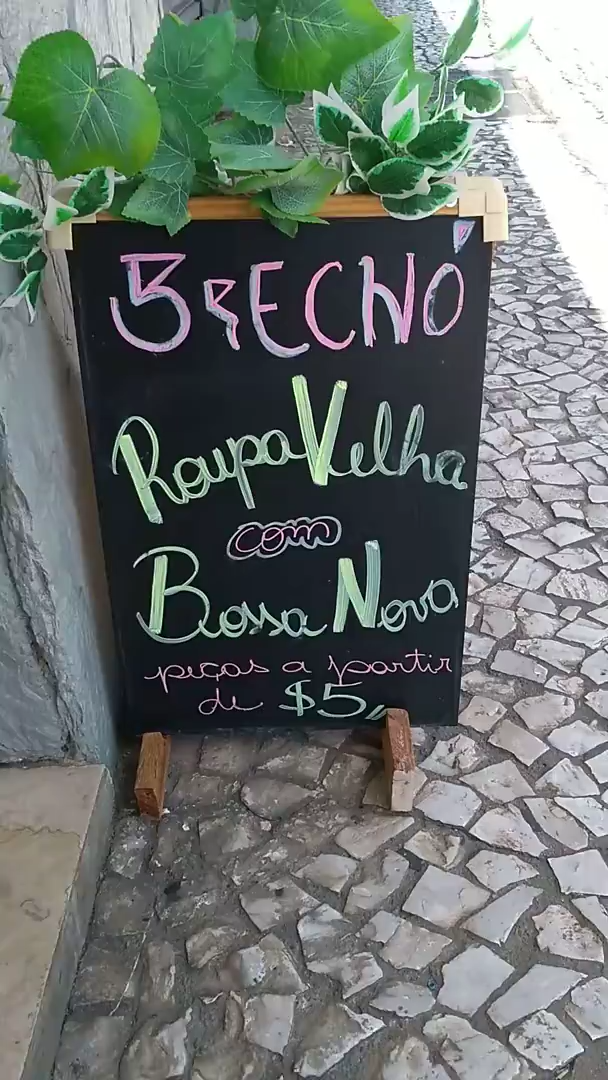 BRECHÓ
Roupa Velha
com
Bossa Nova
peças a partir
de $5,,